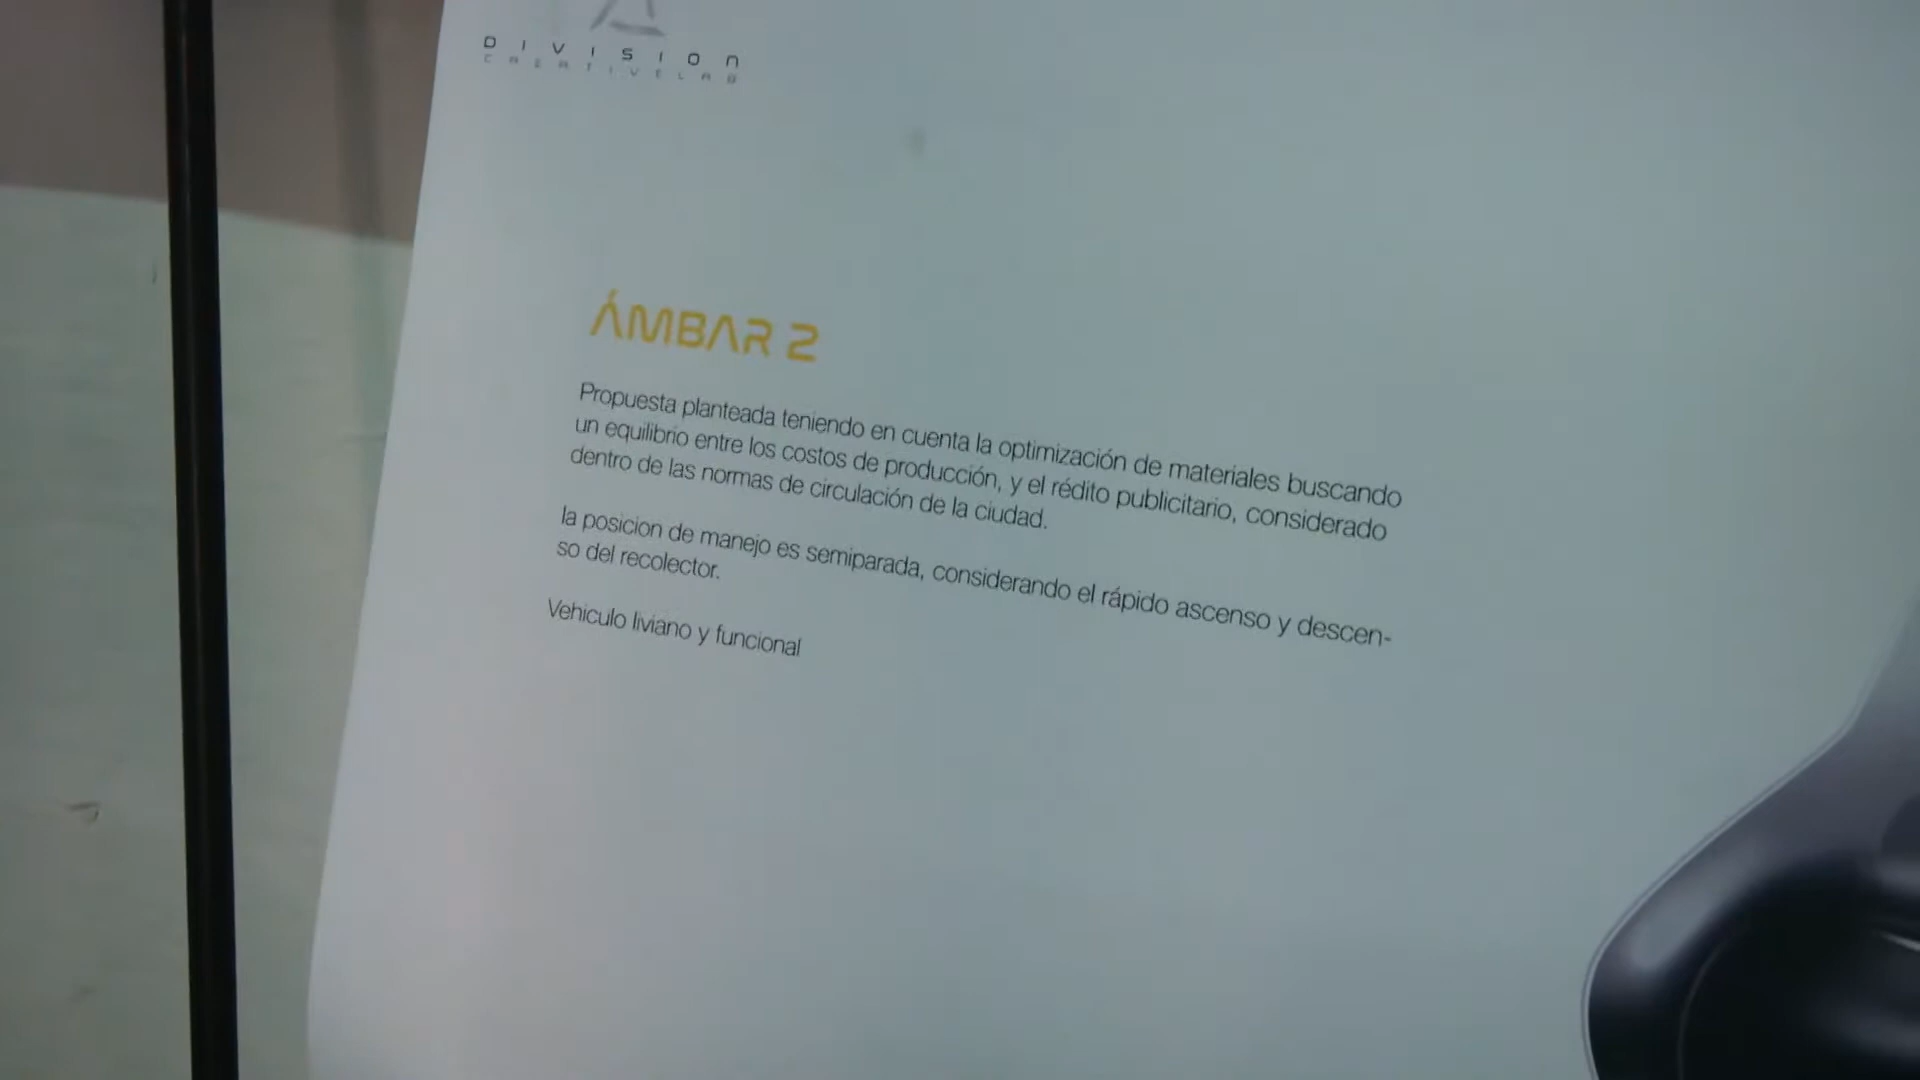 DIVISION
CREATIVELAB
ÁMBAR 2
Propuesta planteada teniendo en cuenta la optimización de materiales buscando
un equilibrio entre los costos de producción, y el rédito publicitario, considerado
dentro de las normas de circulación de la ciudad.
la posicion de manejo es semiparada, considerando el rápido ascenso y descen-
so del recolector.
Vehiculo liviano y funcional